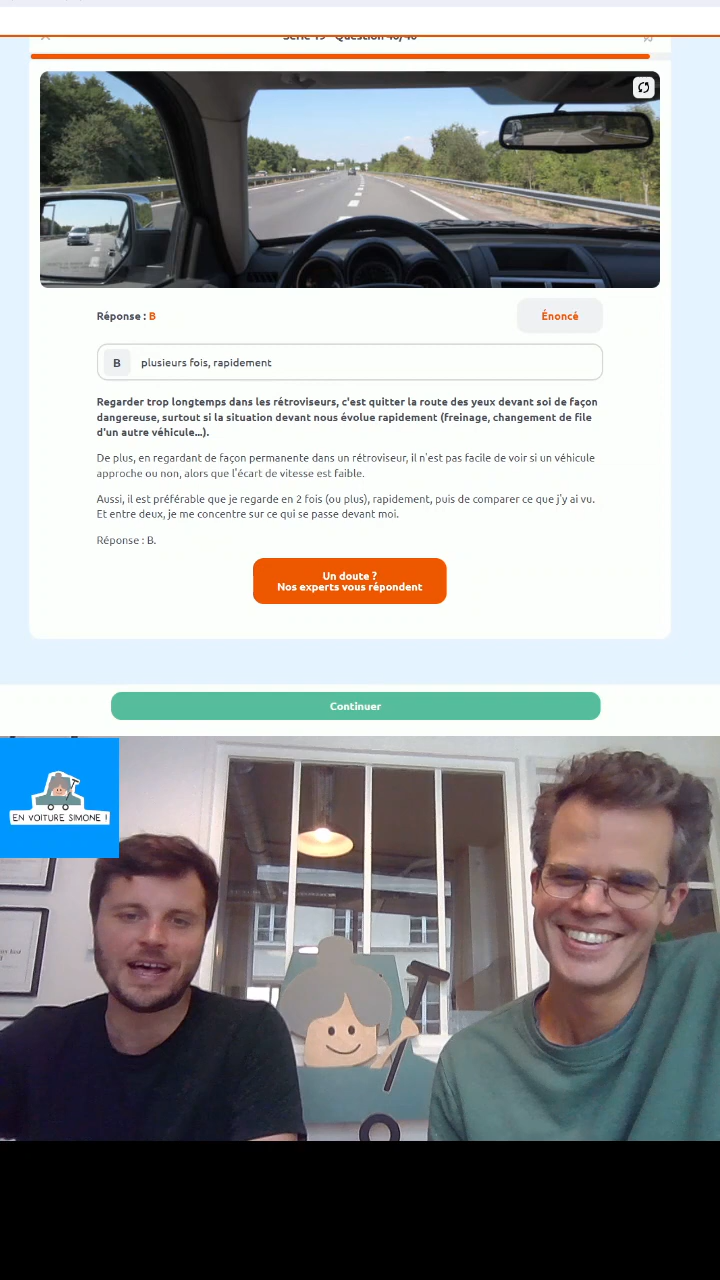 Série 19 - Question 40/40
Réponse : B
Énoncé
B plusieurs fois, rapidement
Regarder trop longtemps dans les rétroviseurs, c'est quitter la route des yeux devant soi de façon
dangereuse, surtout si la situation devant nous évolue rapidement (freinage, changement de file
d'un autre véhicule...).
De plus, en regardant de façon permanente dans un rétroviseur, il n'est pas facile de voir si un véhicule
approche ou non, alors que l'écart de vitesse est faible.
Aussi, il est préférable que je regarde en 2 fois (ou plus), rapidement, puis de comparer ce que j'y ai vu.
Et entre deux, je me concentre sur ce qui se passe devant moi.
Réponse : B.
Un doute ?
Nos experts vous répondent
Continuer
EN VOITURE SIMONE !